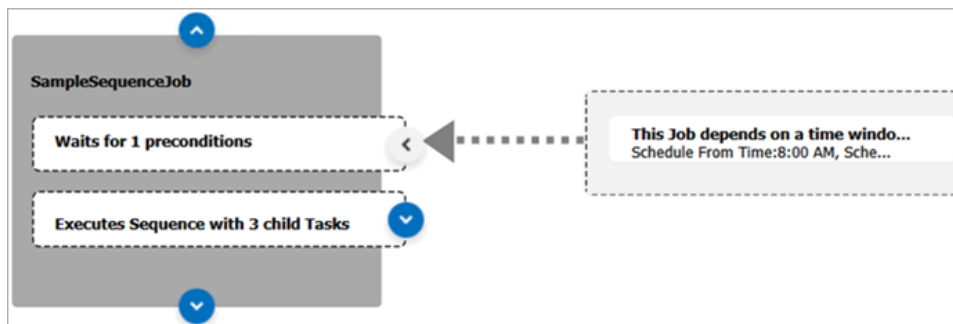 SampleSequenceJob
Waits for 1 preconditions
Executes Sequence with 3 child Tasks
This Job depends on a time windo...
Schedule From Time:8:00 AM, Sche...